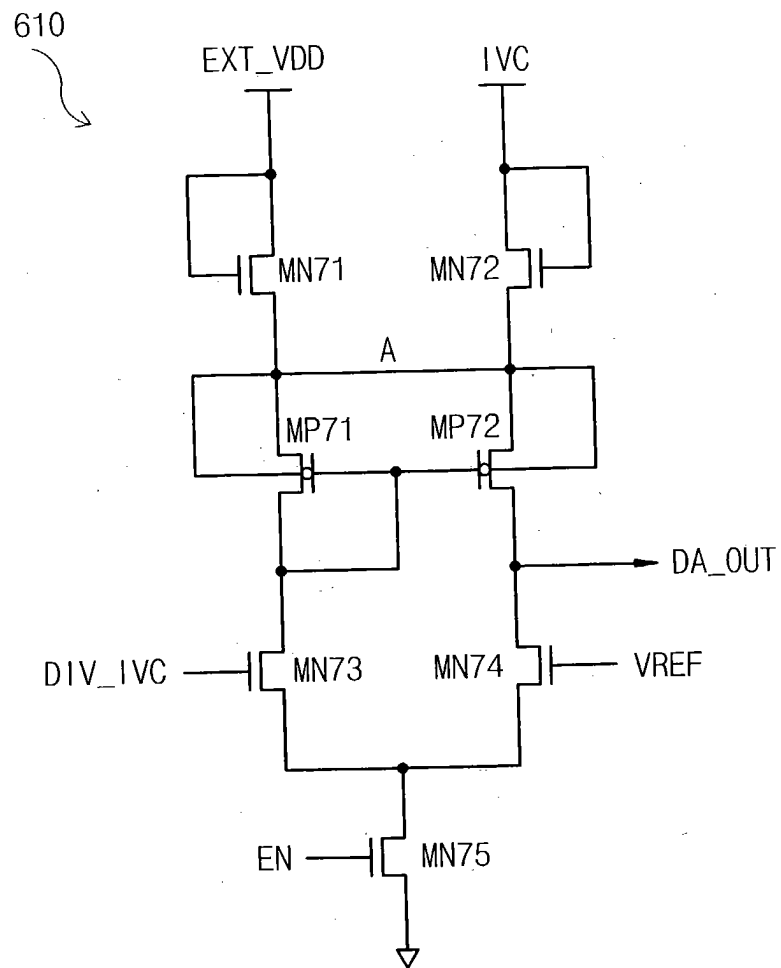 610
EXT_VDD IVC
MN71 MN72
A
MP71 MP72
DA_OUT
DIV_IVC MN73 MN74 VREF
EN MN75